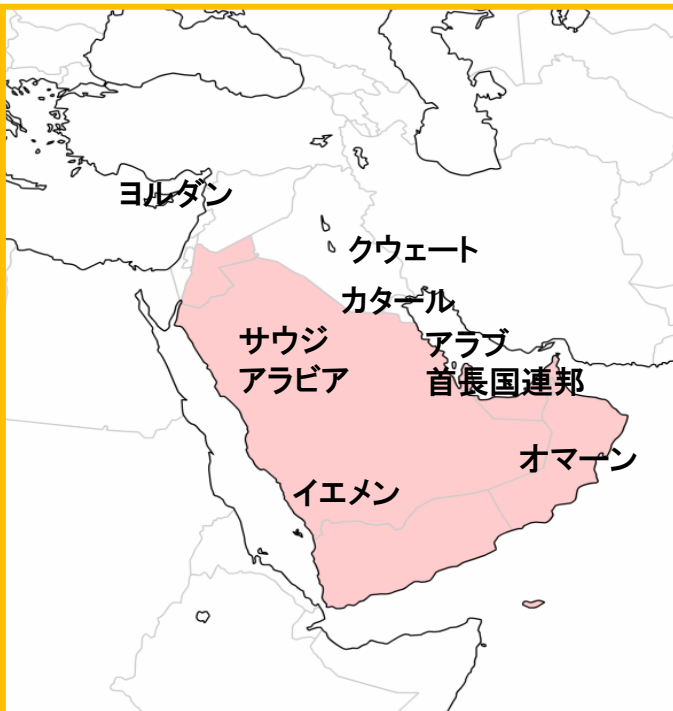 ヨルダン
クウェート
カタール
サウジ
アラビア
アラブ
首長国連邦
オマーン
イエメン